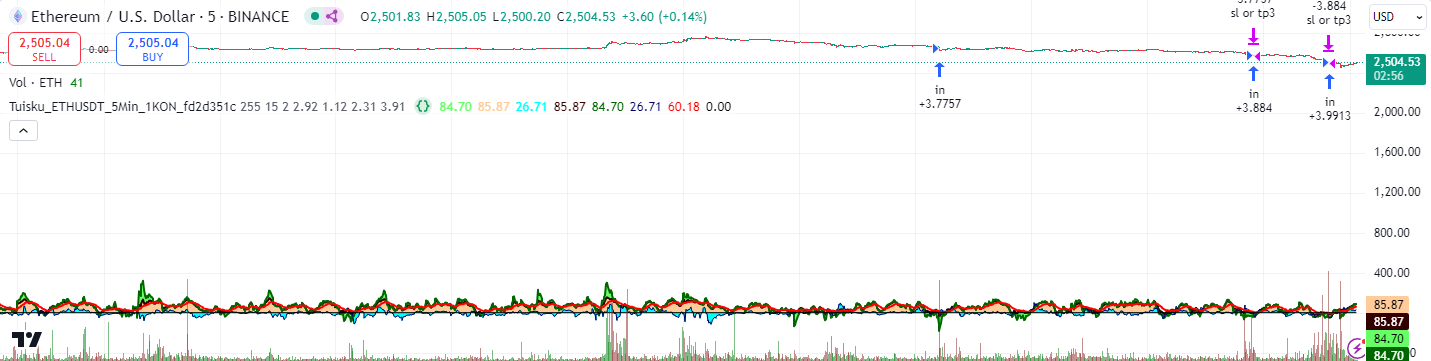 Ethereum / U.S. Dollar · 5 · BINANCE
O2,501.83 H2,505.05 L2,500.20 C2,504.53 +3.60 (+0.14%)
2,505.04
SELL
0.00
2,505.04
BUY
Vol · ETH 41
Tuisku_ETHUSDT_5Min_1KON_fd2d351c 255 15 2 2.92 1.12 2.31 3.91 {} 84.70 85.87 26.71 85.87 84.70 26.71 60.18 0.00
in
+3.7757
sl or tp3
in
+3.884
-3.884
sl or tp3
in
+3.9913
USD
2,504.53
02:56
2,000.00
1,600.00
1,200.00
800.00
400.00
85.87
85.87
84.70
84.70